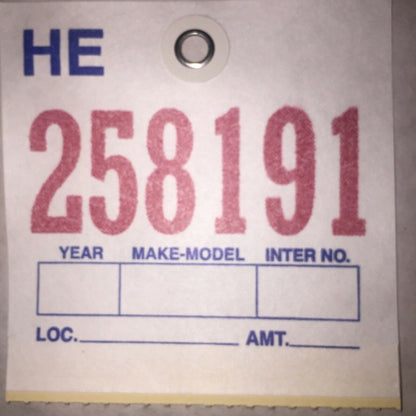 HE
258191
YEAR MAKE-MODEL INTER NO.
LOC. AMT.